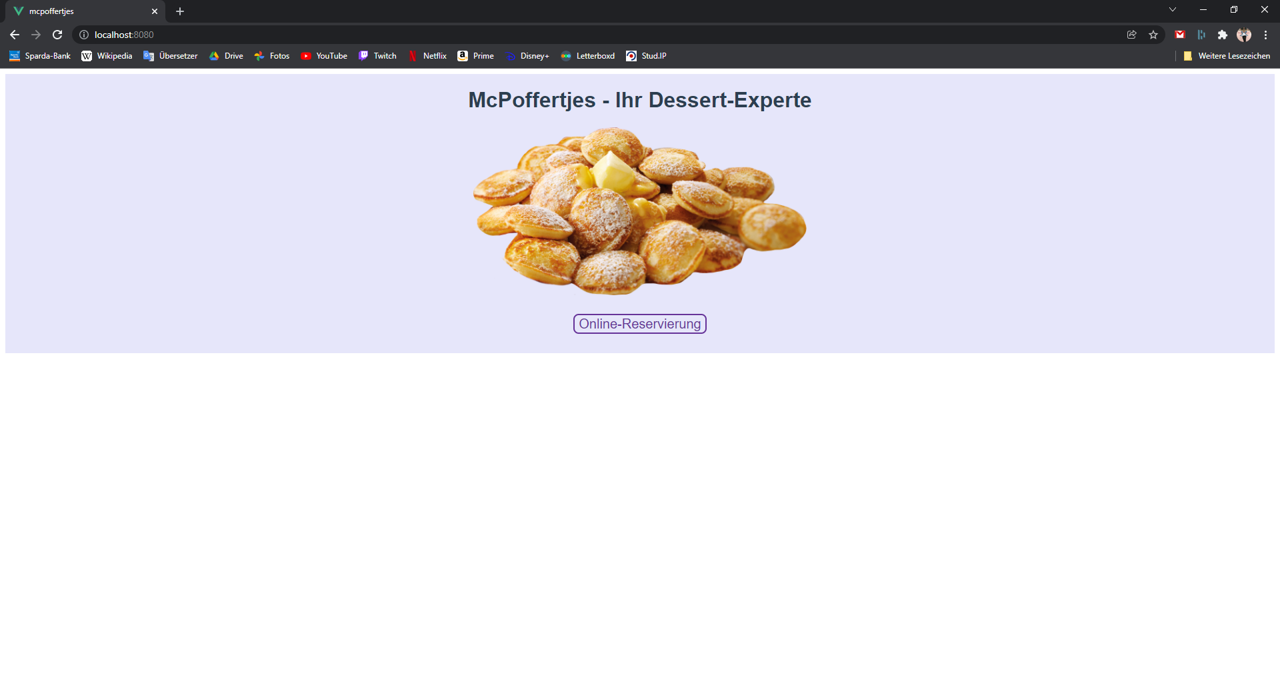 mcpoffertjes
localhost:8080
Sparda-Bank Wikipedia Übersetzer Drive Fotos YouTube Twitch Netflix Prime Disney+ Letterboxd Stud.IP Weitere Lesezeichen
McPoffertjes - Ihr Dessert-Experte
Online-Reservierung